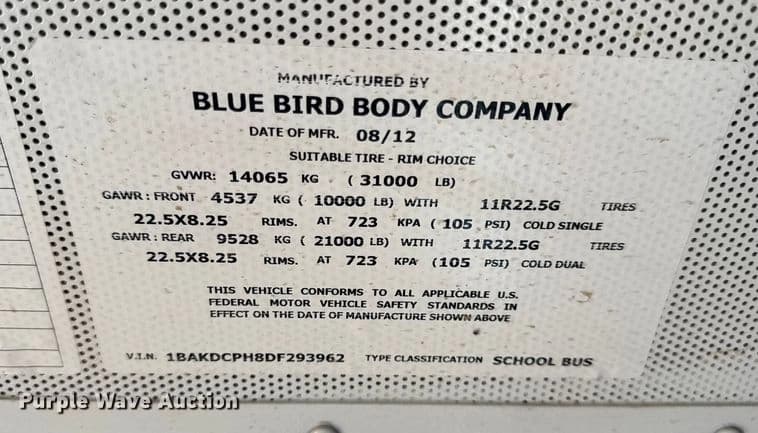 MANUFACTURED BY
BLUE BIRD BODY COMPANY
DATE OF MFR. 08/12
SUITABLE TIRE - RIM CHOICE
GVWR: 14065 KG . ( 31000 LB)
GAWR : FRONT 4537 KG ( 10000 LB) WITH 11R22.5G TIRES
22.5X8.25 RIMS. AT 723 KPA ( 105 PSI) COLD SINGLE
GAWR : REAR 9528 KG ( 21000 LB) WITH 11R22.5G TIRES
22.5X8.25 RIMS. AT 723 KPA (105 PSI) COLD DUAL
THIS VEHICLE CONFORMS TO ALL APPLICABLE U.S.
FEDERAL MOTOR VEHICLE SAFETY STANDARDS IN
EFFECT ON THE DATE OF MANUFACTURE SHOWN ABOVE
V.I.N. 1BAKDCPH8DF293962 TYPE CLASSIFICATION SCHOOL BUS
Purple Wave Auction